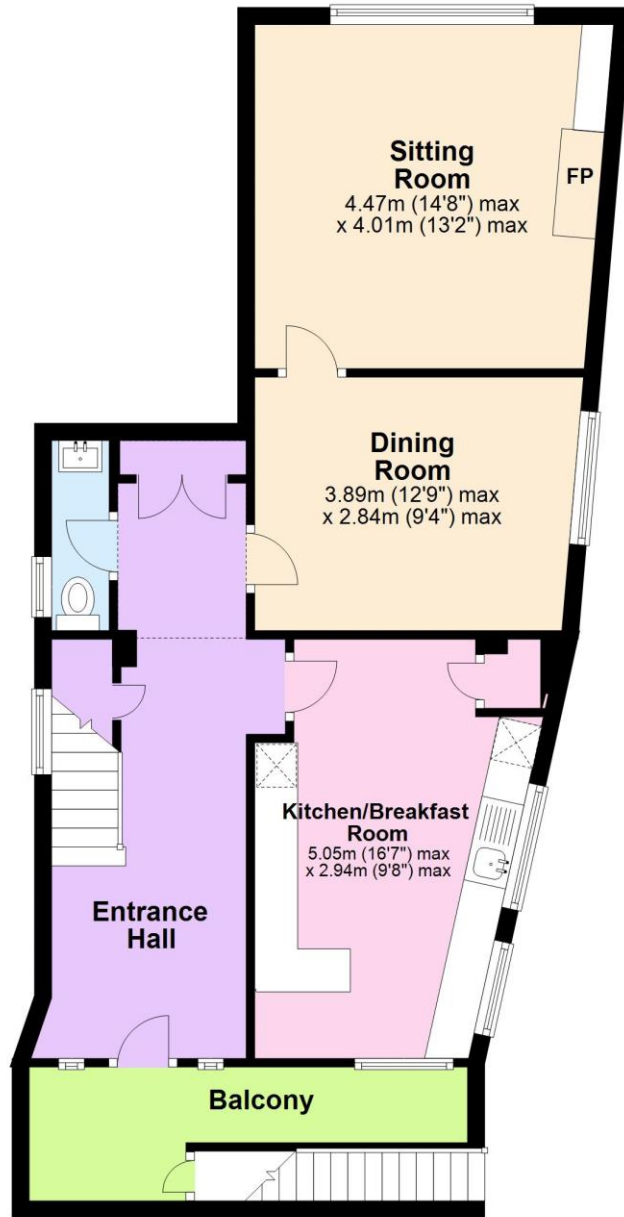 Sitting
Room
4.47m (14'8") max
x 4.01m (13'2") max
FP
Dining
Room
3.89m (12'9") max
x 2.84m (9'4") max
Kitchen/Breakfast
Room
5.05m (16'7") max
x 2.94m (9'8") max
Entrance
Hall
Balcony